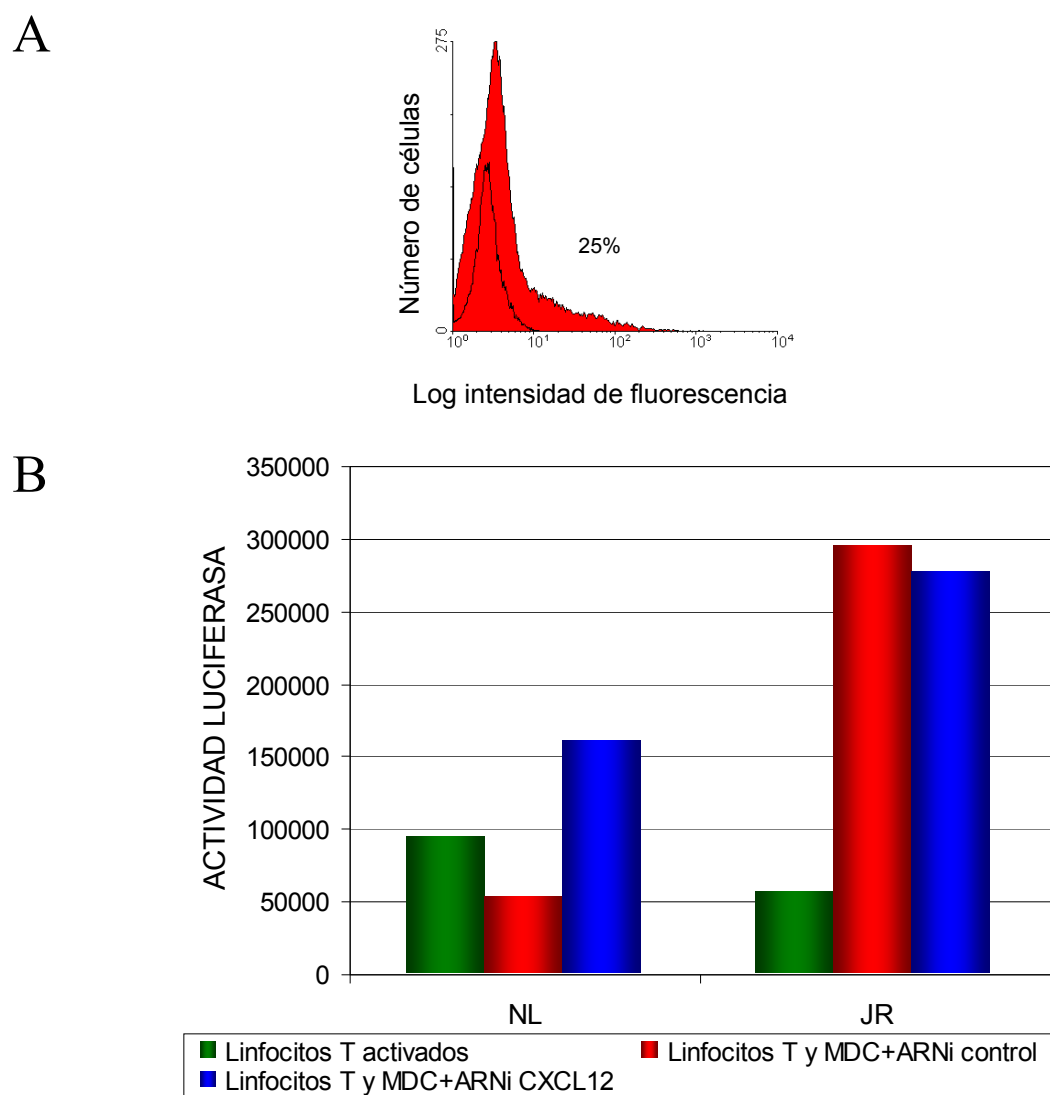 A
275
Número de células
0
25%
10⁰ 10¹ 10² 10³ 10⁴
Log intensidad de fluorescencia
B
350000
300000
250000
200000
150000
100000
50000
0
ACTIVIDAD LUCIFERASA
NL JR
Linfocitos T activados
Linfocitos T y MDC+ARNi control
Linfocitos T y MDC+ARNi CXCL12